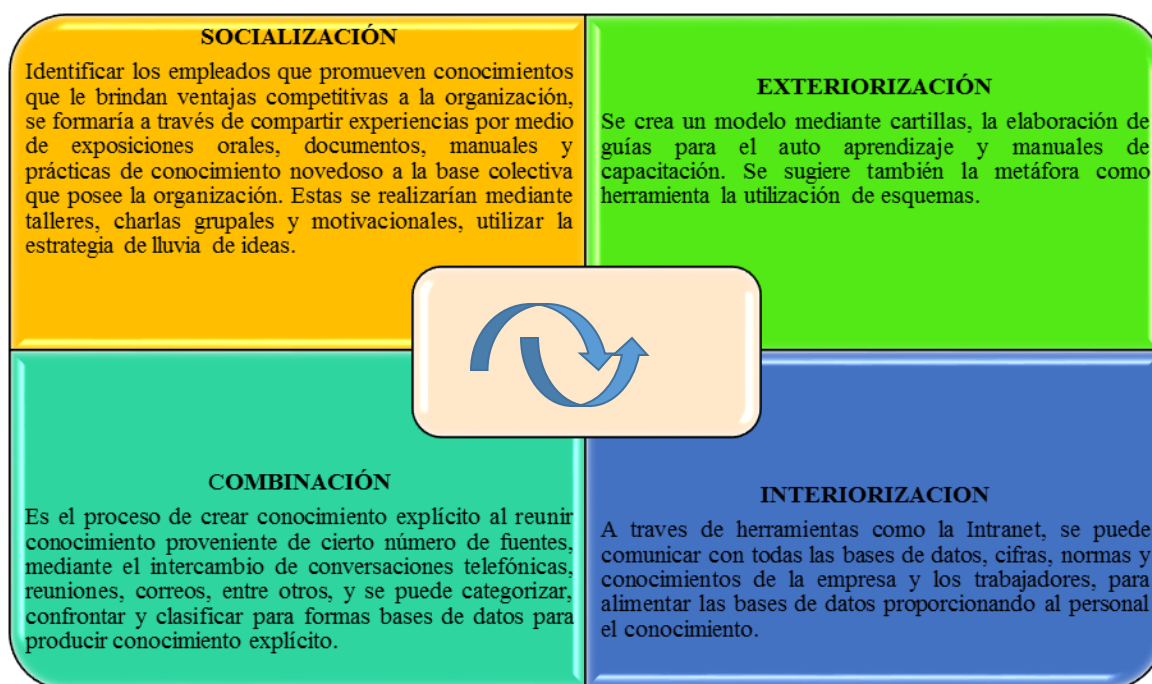 SOCIALIZACIÓN
Identificar los empleados que promueven conocimientos
que le brindan ventajas competitivas a la organización,
se formaría a través de compartir experiencias por medio
de exposiciones orales, documentos, manuales y
prácticas de conocimiento novedoso a la base colectiva
que posee la organización. Estas se realizarían mediante
talleres, charlas grupales y motivacionales, utilizar la
estrategia de lluvia de ideas.
EXTERIORIZACIÓN
Se crea un modelo mediante cartillas, la elaboración de
guías para el auto aprendizaje y manuales de
capacitación. Se sugiere también la metáfora como
herramienta la utilización de esquemas.
COMBINACIÓN
Es el proceso de crear conocimiento explícito al reunir
conocimiento proveniente de cierto número de fuentes,
mediante el intercambio de conversaciones telefónicas,
reuniones, correos, entre otros, y se puede categorizar,
confrontar y clasificar para formas bases de datos para
producir conocimiento explícito.
INTERIORIZACION
A traves de herramientas como la Intranet, se puede
comunicar con todas las bases de datos, cifras, normas y
conocimientos de la empresa y los trabajadores, para
alimentar las bases de datos proporcionando al personal
el conocimiento.